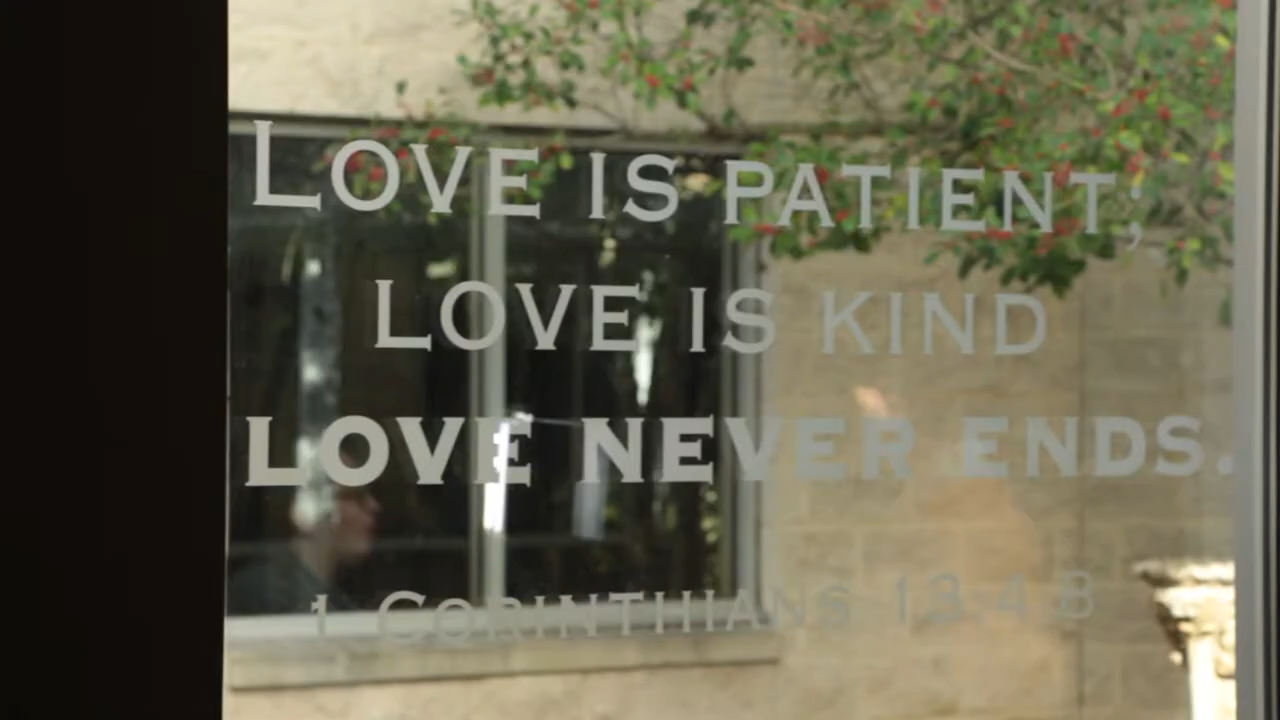 LOVE IS PATIENT;
LOVE IS KIND
LOVE NEVER ENDS.
1 CORINTHIANS 13:4,8